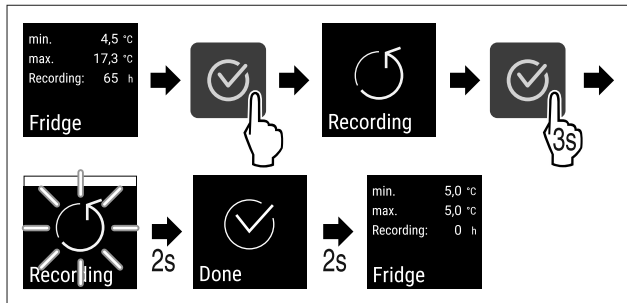 min. 4,5 °C
max. 17,3 °C
Recording: 65 h
Fridge
Recording
3s
Recording
2s
Done
2s
min. 5,0 °C
max. 5,0 °C
Recording: 0 h
Fridge